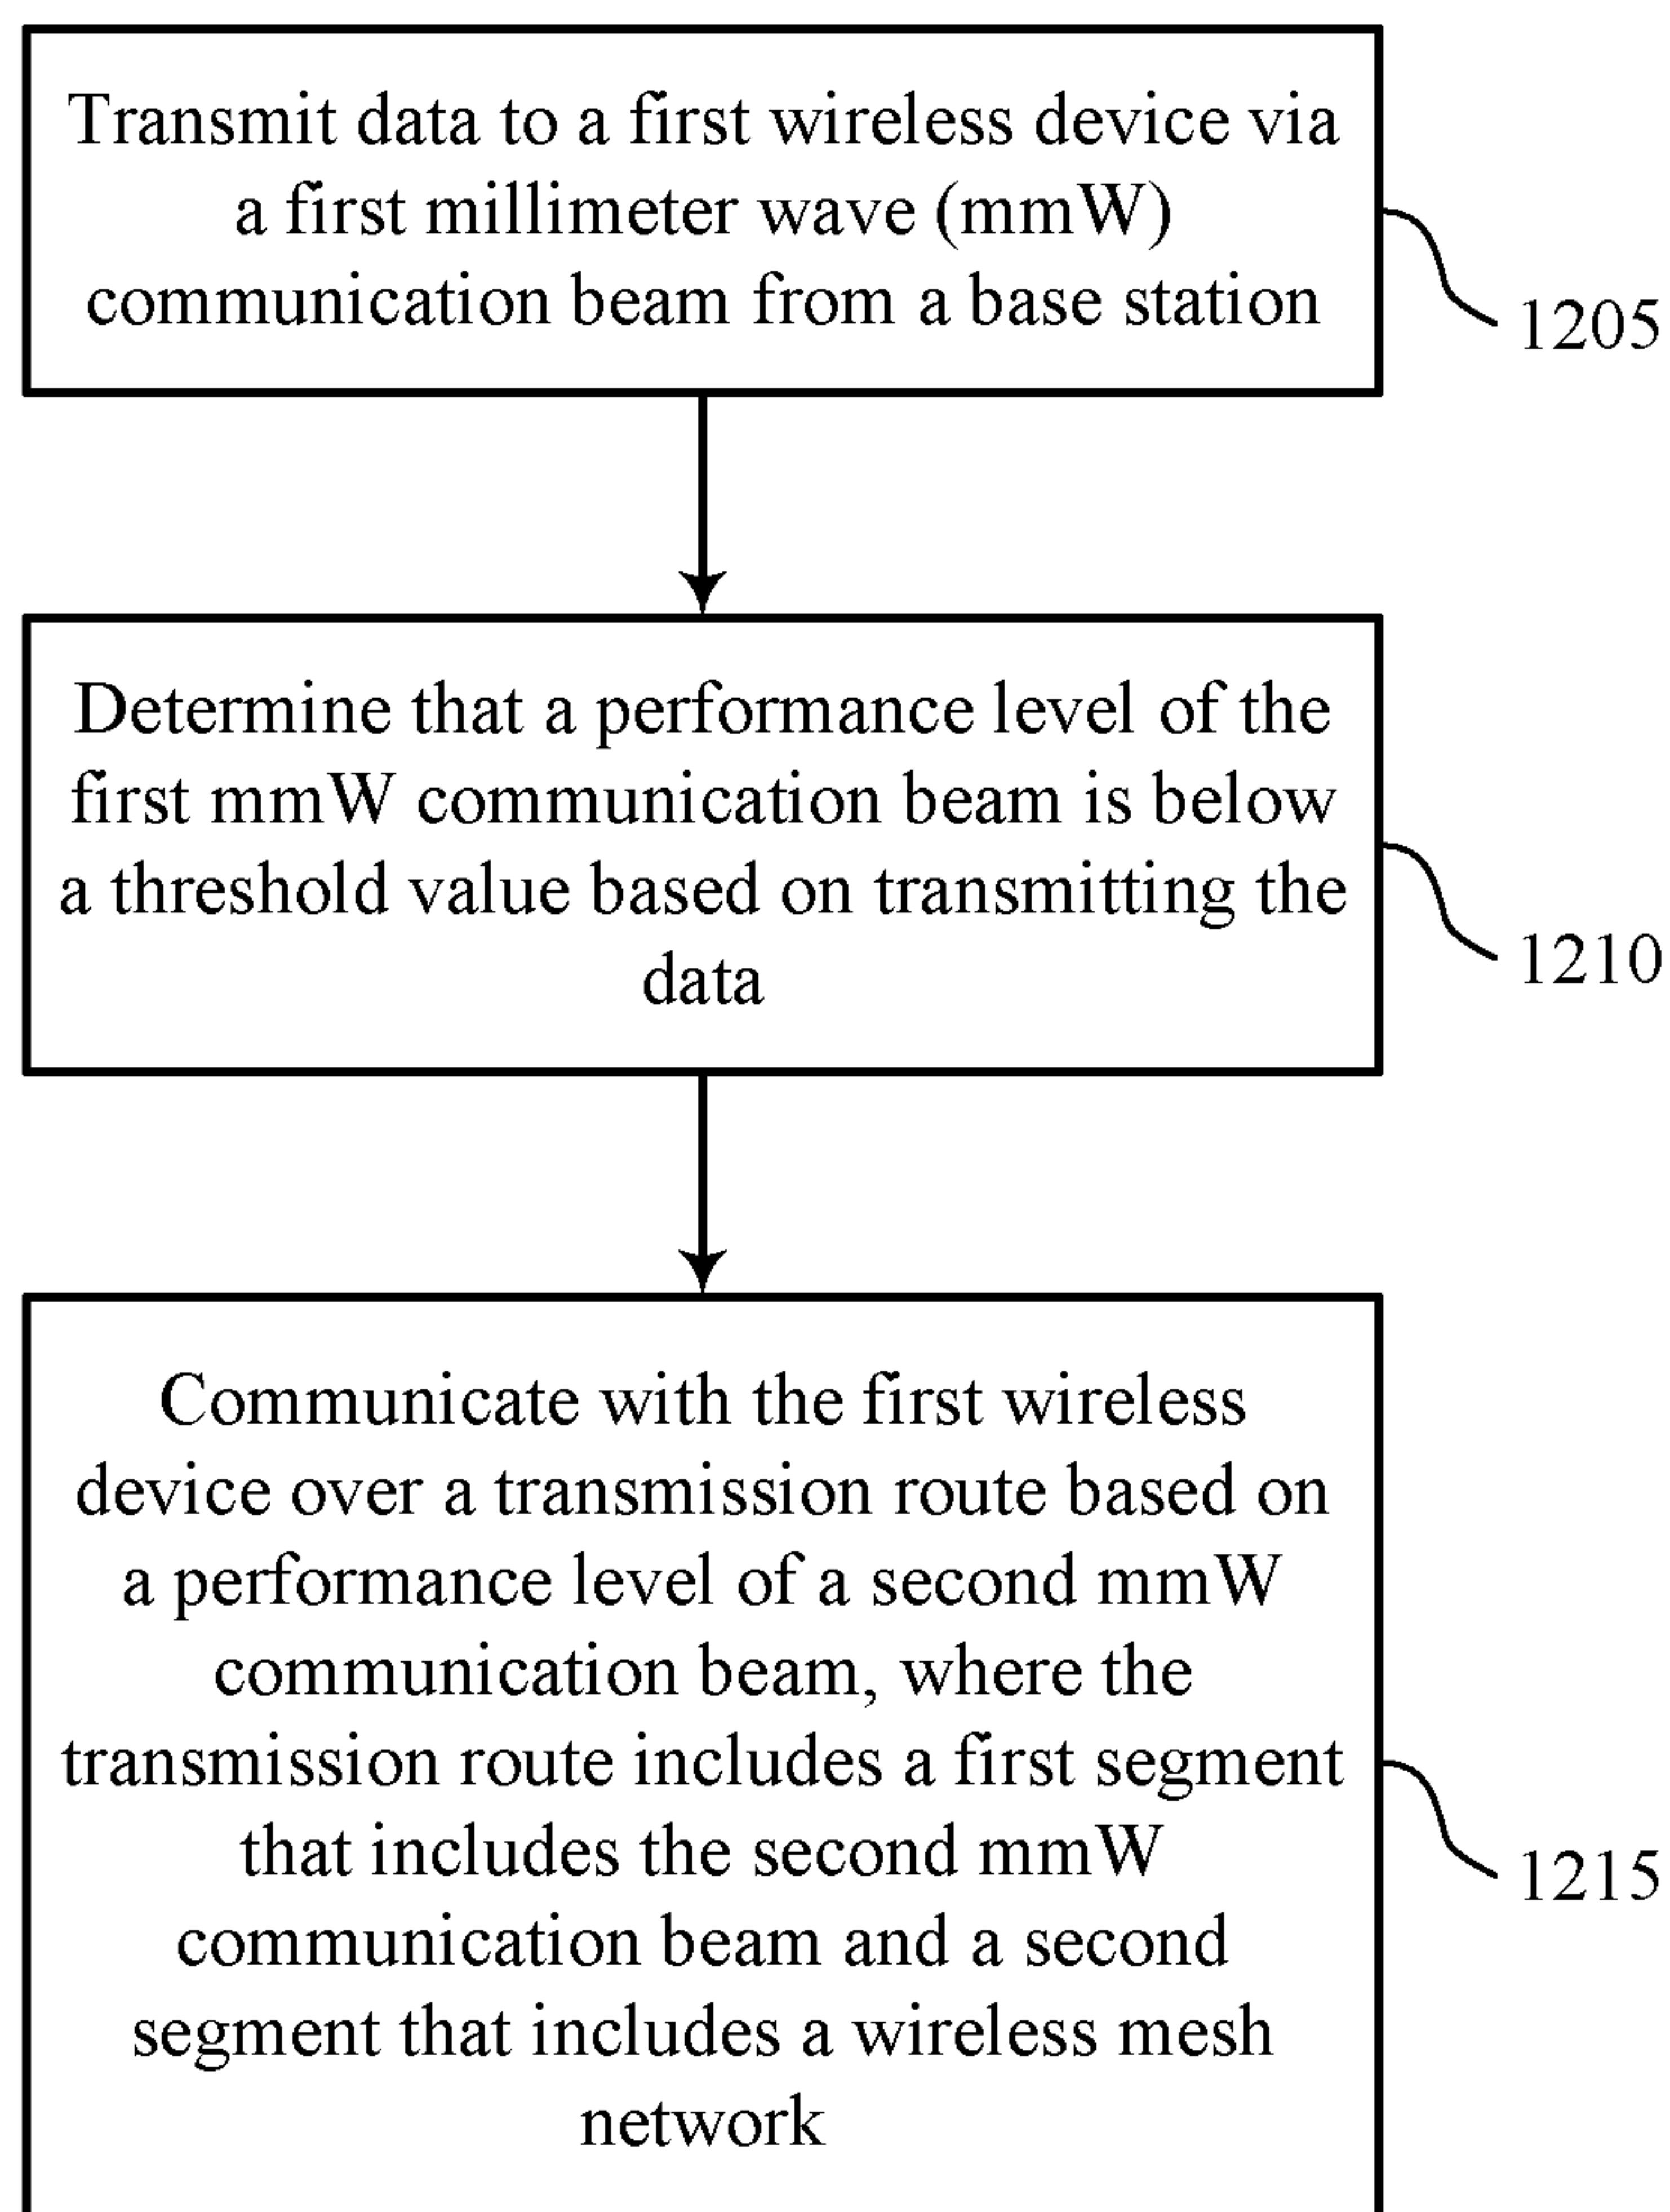 Transmit data to a first wireless device via
a first millimeter wave (mmW)
communication beam from a base station
1205
Determine that a performance level of the
first mmW communication beam is below
a threshold value based on transmitting the
data
1210
Communicate with the first wireless
device over a transmission route based on
a performance level of a second mmW
communication beam, where the
transmission route includes a first segment
that includes the second mmW
communication beam and a second
segment that includes a wireless mesh
network
1215